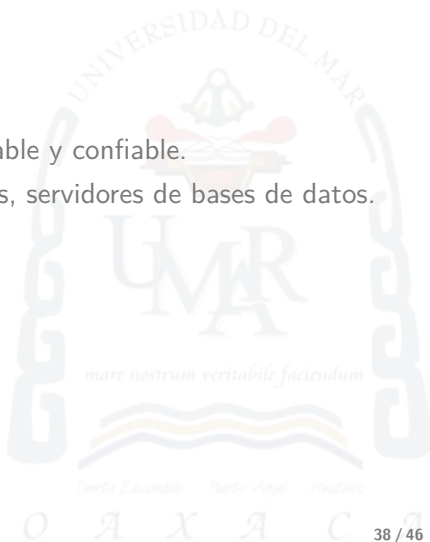 UNIVERSIDAD DEL MAR
able y confiable.
s, servidores de bases de datos.
UMAR
mare nostrum veritabile faciendum
Puerto Escondido Puerto Ángel Huatulco
OAXACA
38 / 46